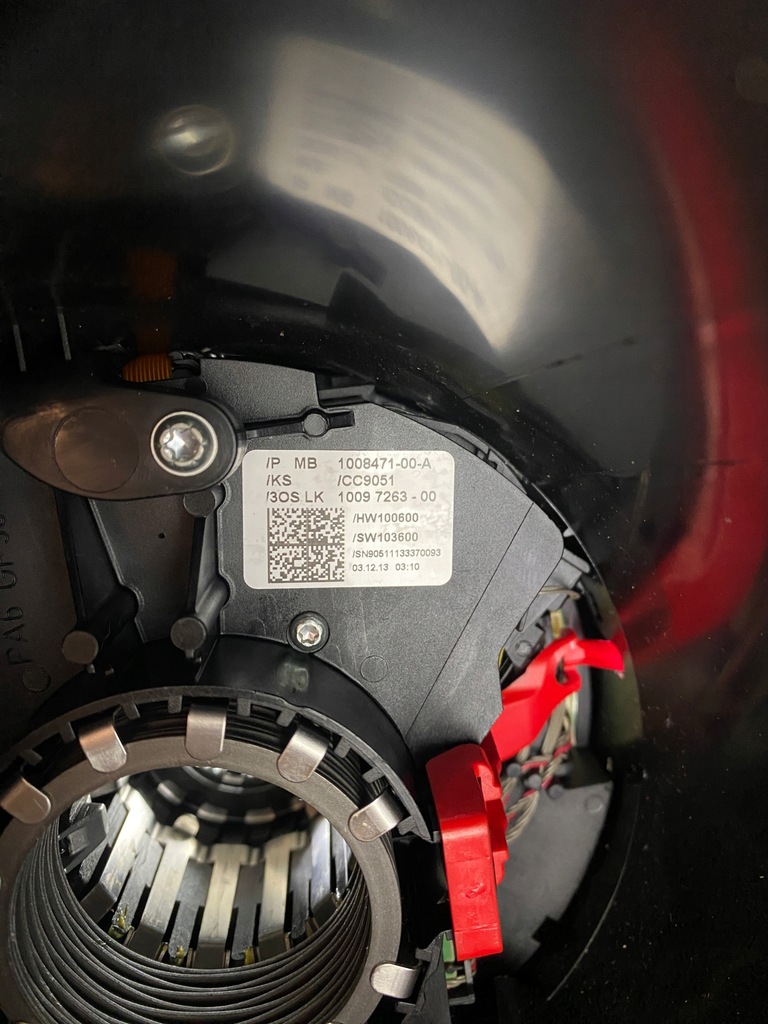 /P MB 1008471-00-A
/KS /CC9051
/3OS LK 1009 7263 - 00
/HW100600
/SW103600
/SN90511133370093
03.12.13 03:10